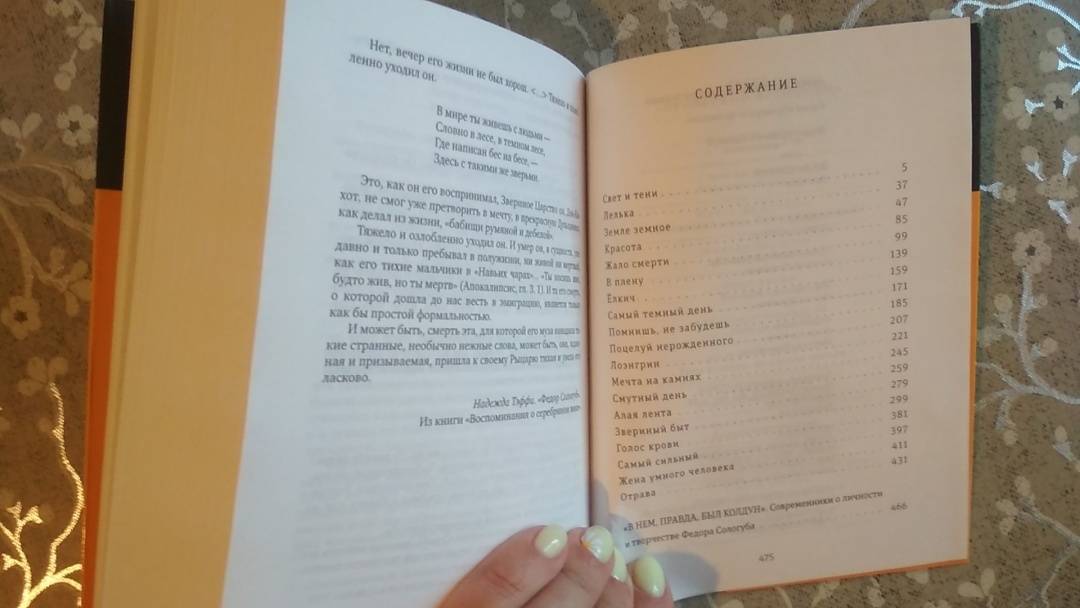 Нет, вечер его жизни не был хорош. <...> Тяжело и
ленно уходил он.
В мире ты живешь с людьми —
Словно в лесе, в темном лесе,
Где написан бес на бесе, —
Здесь с такими же зверьми.
Это, как он его воспринимал, Звериное Царство он,
хот, не смог уже претворить в мечту, в прекрасную
как делал из жизни, «бабищи румяной и дебелой».
Тяжело и озлобленно уходил он. И умер он, в сущности,
давно и только пребывал в полужизни, ни живой ни мертвый,
как его тихие мальчики в «Навьих чарах»... «Ты
будто жив, но ты мертв» (Апокалипсис, гл. 3, 1). И
о которой дошла до нас весть в эмиграцию, является только
как бы простой формальностью.
И может быть, смерть эта, для которой его муза находила та-
кие странные, необычно нежные слова, может быть, она,
ная и призываемая, пришла к своему Рыцарю тихая и увела его
ласково.
Надежда Тэффи. «Федор Сологуб»
Из книги «Воспоминания о серебряном веке»
СОДЕРЖАНИЕ
Свет и тени 5
Лелька 37
Земле земное 47
Красота 85
Жало смерти 99
В плену 139
Ёлкич 159
Самый темный день 171
Помнишь, не забудешь 185
Поцелуй нерожденного 207
Лоэнгрин 221
Мечта на камнях 245
Смутный день 259
Алая лента 279
Звериный быт 299
Голос крови 381
Самый сильный 397
Жена умного человека 411
Отрава 431
«В НЕМ, ПРАВДА, БЫЛ КОЛДУН». Современники о личности
и творчестве Федора Сологуба 466
475